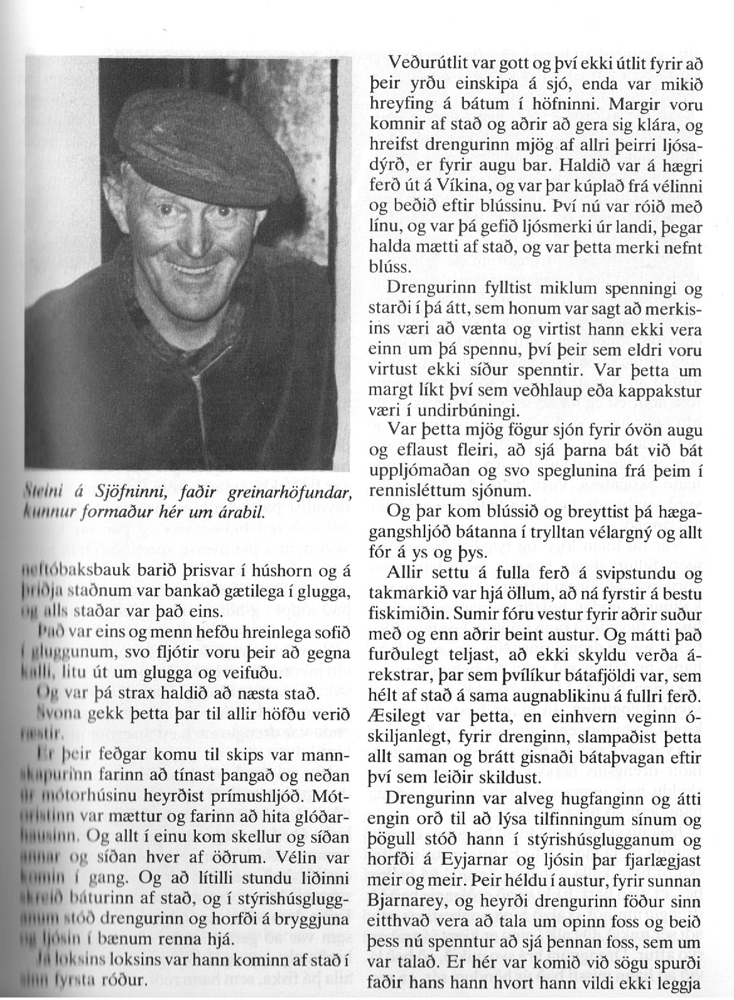 Steini á Sjöfninni, faðir greinarhöfundar,
kunnur formaður hér um árabil.
neftóbaksbauk barið þrisvar í húshorn og á
þriðja staðnum var bankað gætilega í glugga,
og alls staðar var það eins.
Það var eins og menn hefðu hreinlega sofið
í gluggunum, svo fljótir voru þeir að gegna
kalli, litu út um glugga og veifuðu.
Og var þá strax haldið að næsta stað.
Svona gekk þetta þar til allir höfðu verið
ræstir.
Er þeir feðgar komu til skips var mann-
skapurinn farinn að tínast þangað og neðan
úr mótorhúsinu heyrðist prímushljóð. Mót-
oristinn var mættur og farinn að hita glóðar-
hausinn. Og allt í einu kom skellur og síðan
annar og síðan hver af öðrum. Vélin var
komin í gang. Og að lítilli stundu liðinni
skreið báturinn af stað, og í stýrishúsglugg-
anum stóð drengurinn og horfði á bryggjuna
og ljósin í bænum renna hjá.
Já loksins loksins var hann kominn af stað í
sinn fyrsta róður.
Veðurútlit var gott og því ekki útlit fyrir að
þeir yrðu einskipa á sjó, enda var mikið
hreyfing á bátum í höfninni. Margir voru
komnir af stað og aðrir að gera sig klára, og
hreifst drengurinn mjög af allri þeirri ljósa-
dýrð, er fyrir augu bar. Haldið var á hægri
ferð út á Víkina, og var þar kúplað frá vélinni
og beðið eftir blússinu. Því nú var róið með
línu, og var þá gefið ljósmerki úr landi, þegar
halda mætti af stað, og var þetta merki nefnt
blúss.
Drengurinn fylltist miklum spenningi og
starði í þá átt, sem honum var sagt að merkis-
ins væri að vænta og virtist hann ekki vera
einn um þá spennu, því þeir sem eldri voru
virtust ekki síður spenntir. Var þetta um
margt líkt því sem veðhlaup eða kappakstur
væri í undirbúningi.
Var þetta mjög fögur sjón fyrir óvön augu
og eflaust fleiri, að sjá þarna bát við bát
uppljómaðan og svo speglunina frá þeim í
rennisléttum sjónum.
Og þar kom blússið og breyttist þá hæga-
gangshljóð bátanna í trylltan vélargný og allt
fór á ys og þys.
Allir settu á fulla ferð á svipstundu og
takmarkið var hjá öllum, að ná fyrstir á bestu
fiskimiðin. Sumir fóru vestur fyrir aðrir suður
með og enn aðrir beint austur. Og mátti það
furðulegt teljast, að ekki skyldu verða á-
rekstrar, þar sem þvílíkur bátafjöldi var, sem
hélt af stað á sama augnablikinu á fullri ferð.
Æsilegt var þetta, en einhvern veginn ó-
skiljanlegt, fyrir drenginn, slampaðist þetta
allt saman og brátt gisnaði bátaþvagan eftir
því sem leiðir skildust.
Drengurinn var alveg hugfanginn og átti
engin orð til að lýsa tilfinningum sínum og
þögull stóð hann í stýrishúsglugganum og
horfði á Eyjarnar og ljósin þar fjarlægjast
meir og meir. Þeir héldu í austur, fyrir sunnan
Bjarnarey, og heyrði drengurinn föður sinn
eitthvað vera að tala um opinn foss og beið
þess nú spenntur að sjá þennan foss, sem um
var talað. Er hér var komið við sögu spurði
faðir hans hann hvort hann vildi ekki leggja